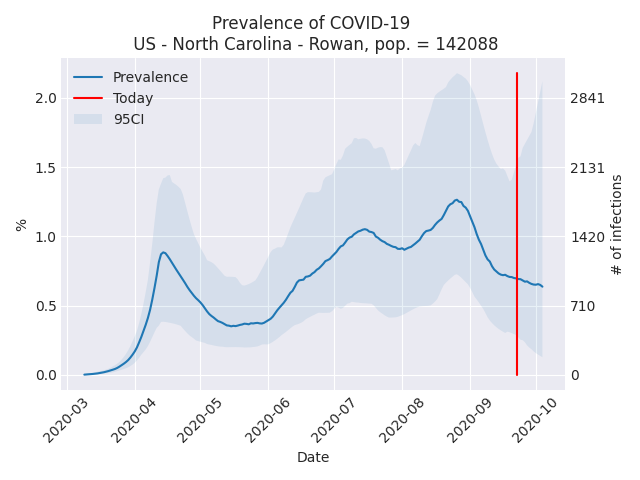 Prevalence of COVID-19
US - North Carolina - Rowan, pop. = 142088
Prevalence
Today
95CI
2.0
1.5
1.0
0.5
0.0
%
2841
2131
1420
710
0
# of infections
2020-03
2020-04
2020-05
2020-06
2020-07
2020-08
2020-09
2020-10
Date